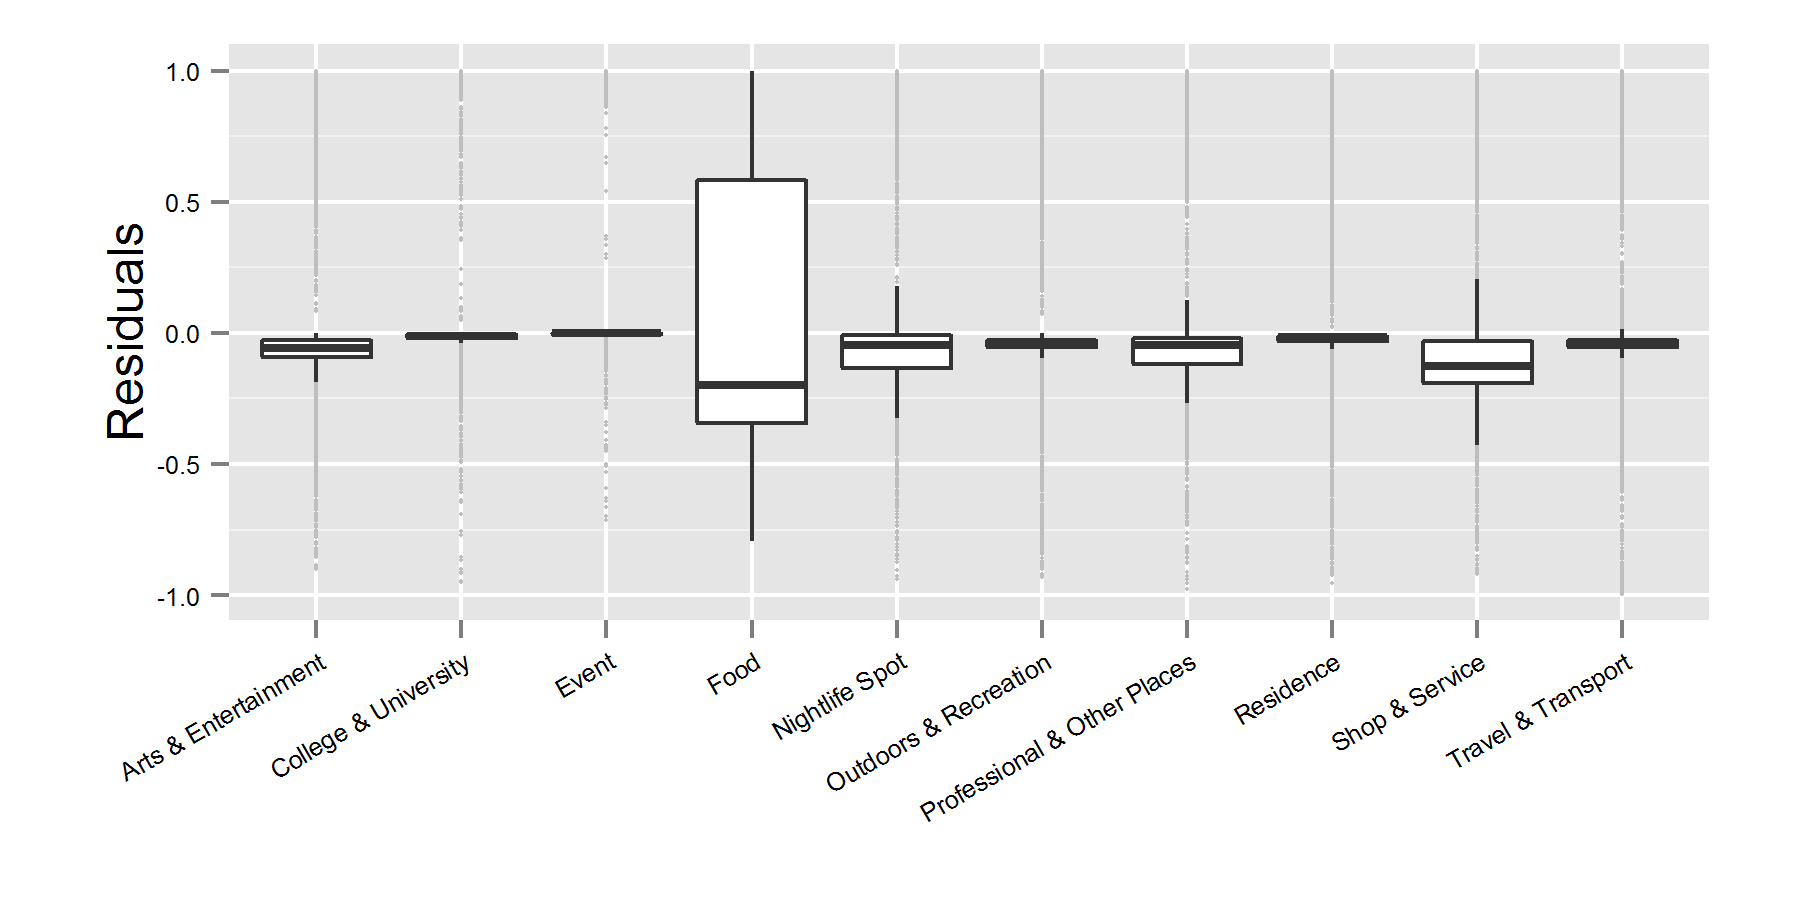 Residuals
1.0
0.5
0.0
-0.5
-1.0
Arts & Entertainment
College & University
Event
Food
Nightlife Spot
Outdoors & Recreation
Professional & Other Places
Residence
Shop & Service
Travel & Transport